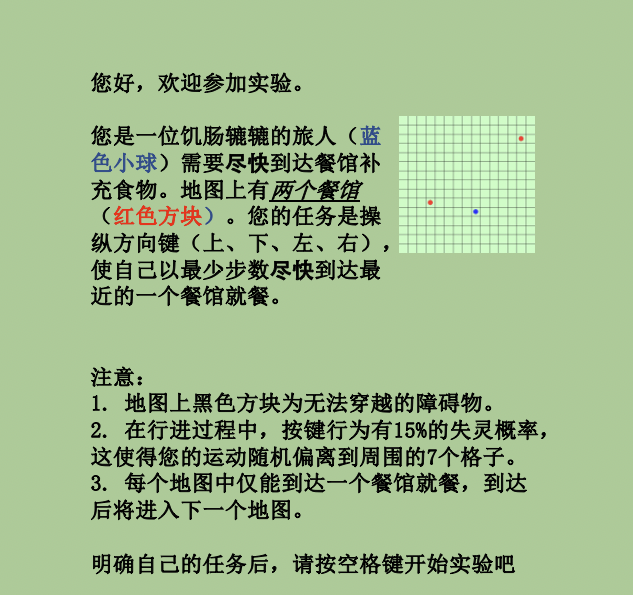 您好，欢迎参加实验。
您是一位饥肠辘辘的旅人（蓝
色小球）需要尽快到达餐馆补
充食物。地图上有两个餐馆
（红色方块）。您的任务是操
纵方向键（上、下、左、右），
使自己以最少步数尽快到达最
近的一个餐馆就餐。
注意：
1. 地图上黑色方块为无法穿越的障碍物。
2. 在行进过程中，按键行为有15%的失灵概率，
这使得您的运动随机偏离到周围的7个格子。
3. 每个地图中仅能到达一个餐馆就餐，到达
后将进入下一个地图。
明确自己的任务后，请按空格键开始实验吧